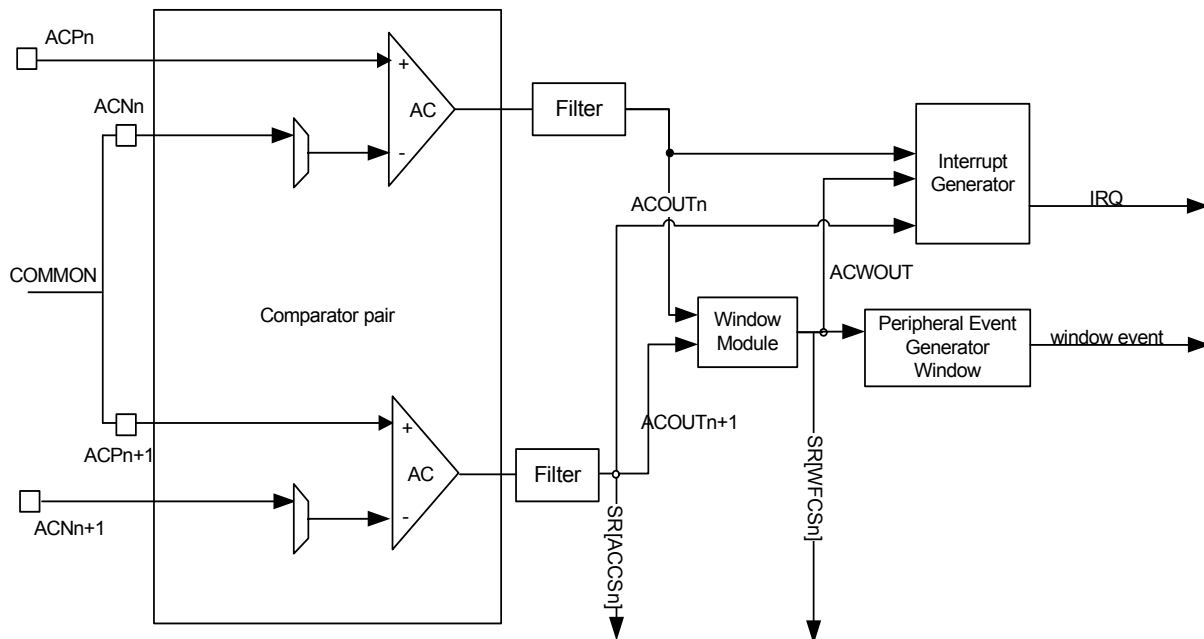 ACPn
+
AC
-
Filter
ACNn
Interrupt
Generator
IRQ
ACOUTn
COMMON
ACWOUT
Comparator pair
Window
Module
Peripheral Event
Generator
Window
window event
ACPn+1
+
AC
-
Filter
ACOUTn+1
ACNn+1
SR[ACCSn]
SR[WFCSn]